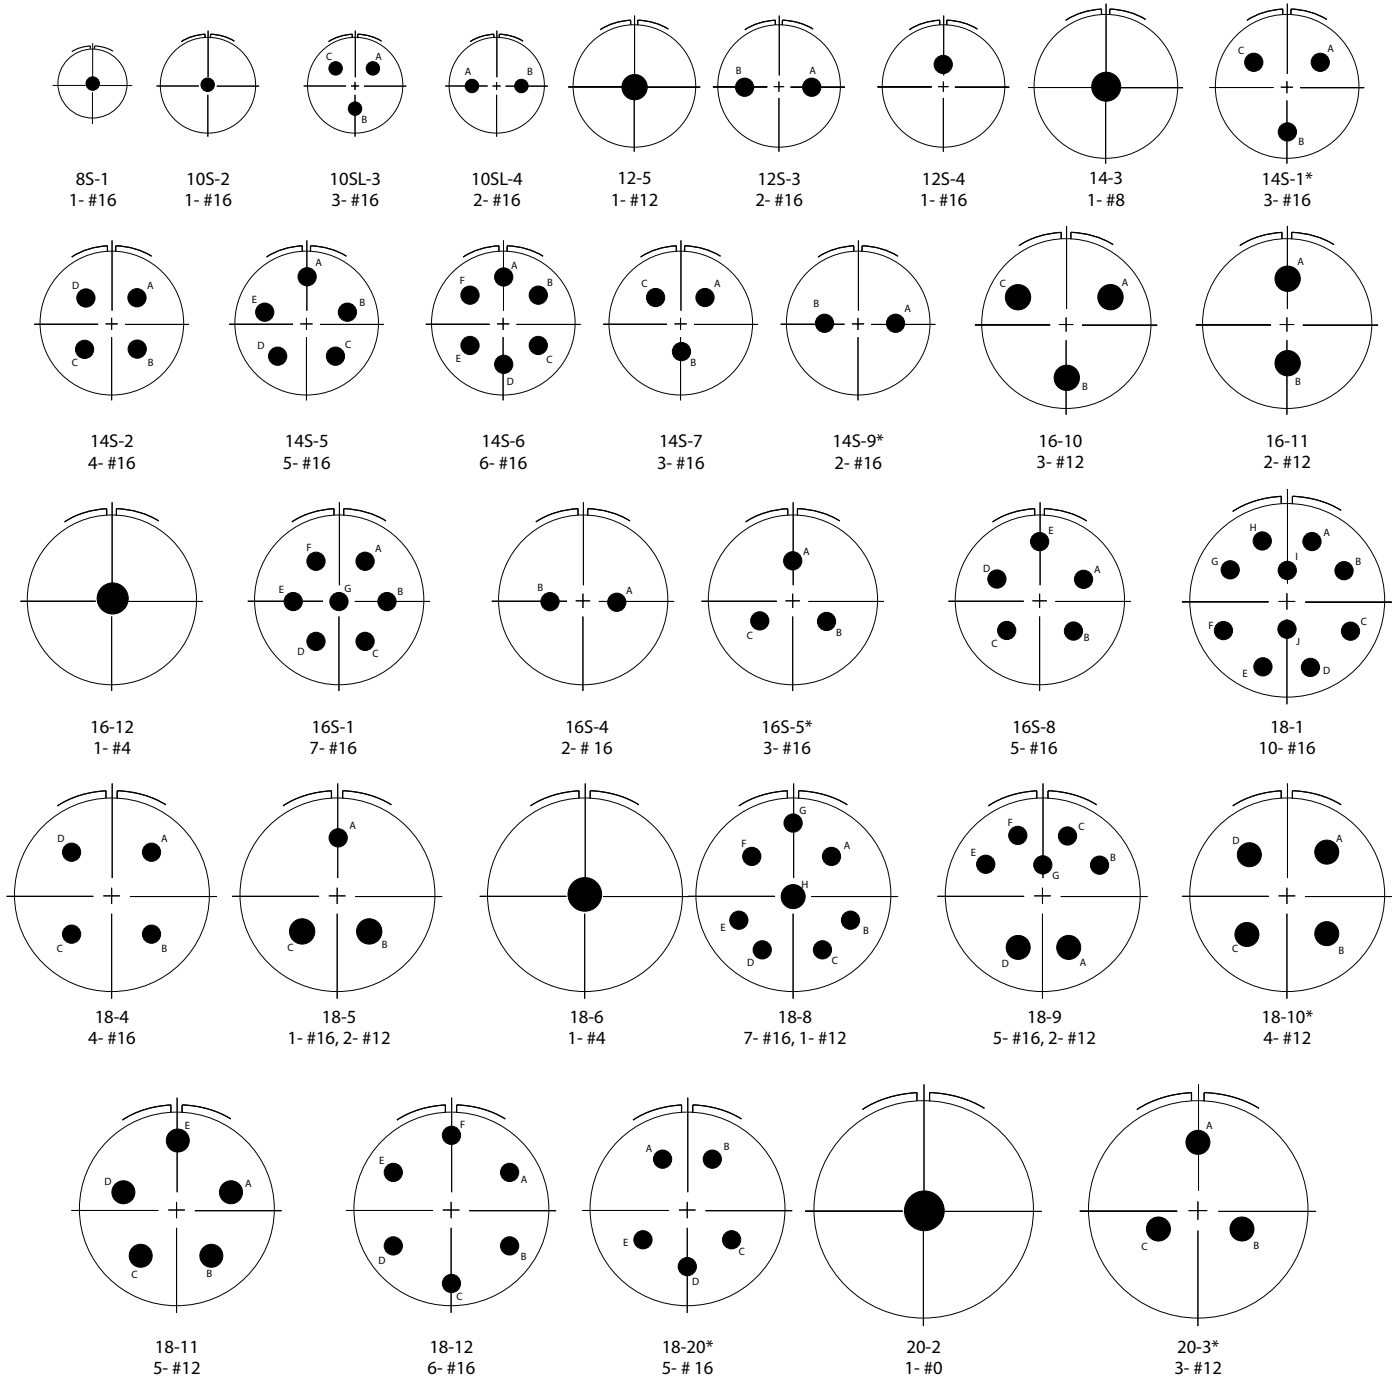 C A
B
A B
B A
C A
B
8S-1 10S-2 10SL-3 10SL-4 12-5 12S-3 12S-4 14-3 14S-1*
1- #16 1- #16 3- #16 2- #16 1- #12 2- #16 1- #16 1- #8 3- #16
D A
C B
A
E B
D C
A
F B
E C
D
C A
B
B A
C A
B
A
B
14S-2 14S-5 14S-6 14S-7 14S-9* 16-10 16-11
4- #16 5- #16 6- #16 3- #16 2- #16 3- #12 2- #12
F A
E G B
D C
B A
A
C B
E
D A
C B
H A
G I B
F J C
E D
16-12 16S-1 16S-4 16S-5* 16S-8 18-1
1- #4 7- #16 2- # 16 3- #16 5- #16 10- #16
D A
C B
A
C B
G
F A
H
E B
D C
F C
E G B
D A
D A
C B
18-4 18-5 18-6 18-8 18-9 18-10*
4- #16 1- #16, 2- #12 1- #4 7- #16, 1- #12 5- #16, 2- #12 4- #12
E
D A
C B
F
E A
D B
C
A B
E C
D
A
C B
18-11 18-12 18-20* 20-2 20-3*
5- #12 6- #16 5- # 16 1- #0 3- #12